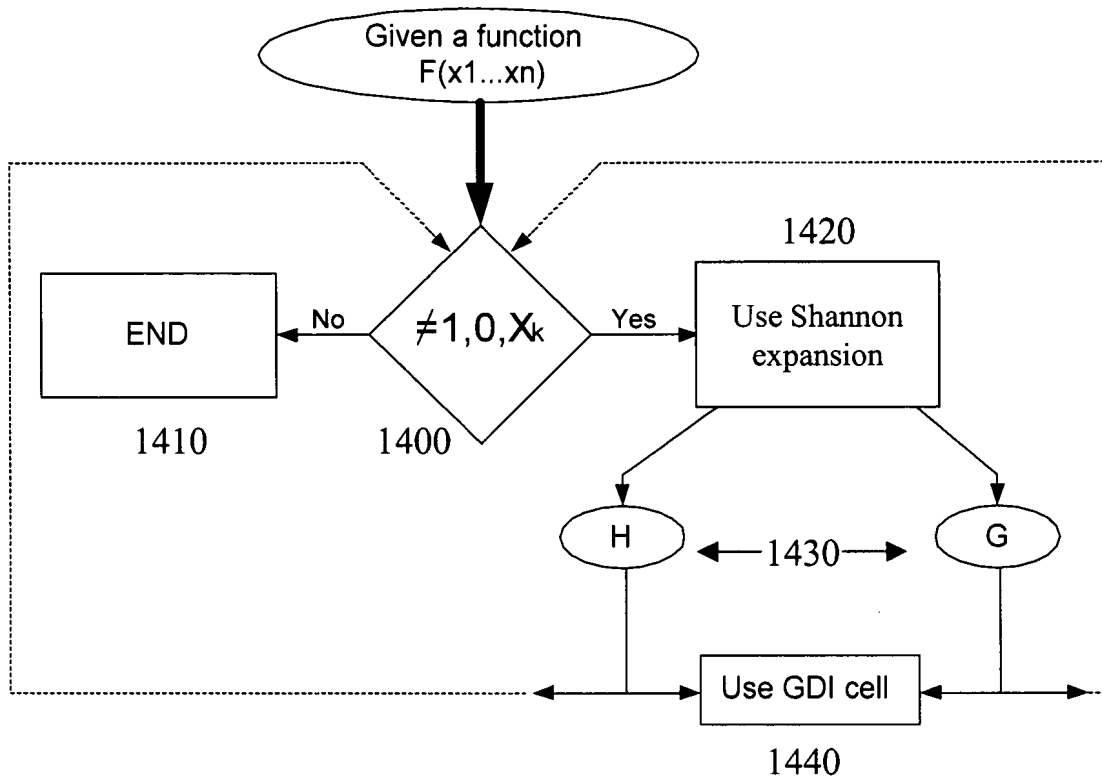 Given a function
F(x1...xn)
1420
≠1,0,Xk
No
Yes
END
Use Shannon
expansion
1410
1400
H
1430
G
Use GDI cell
1440